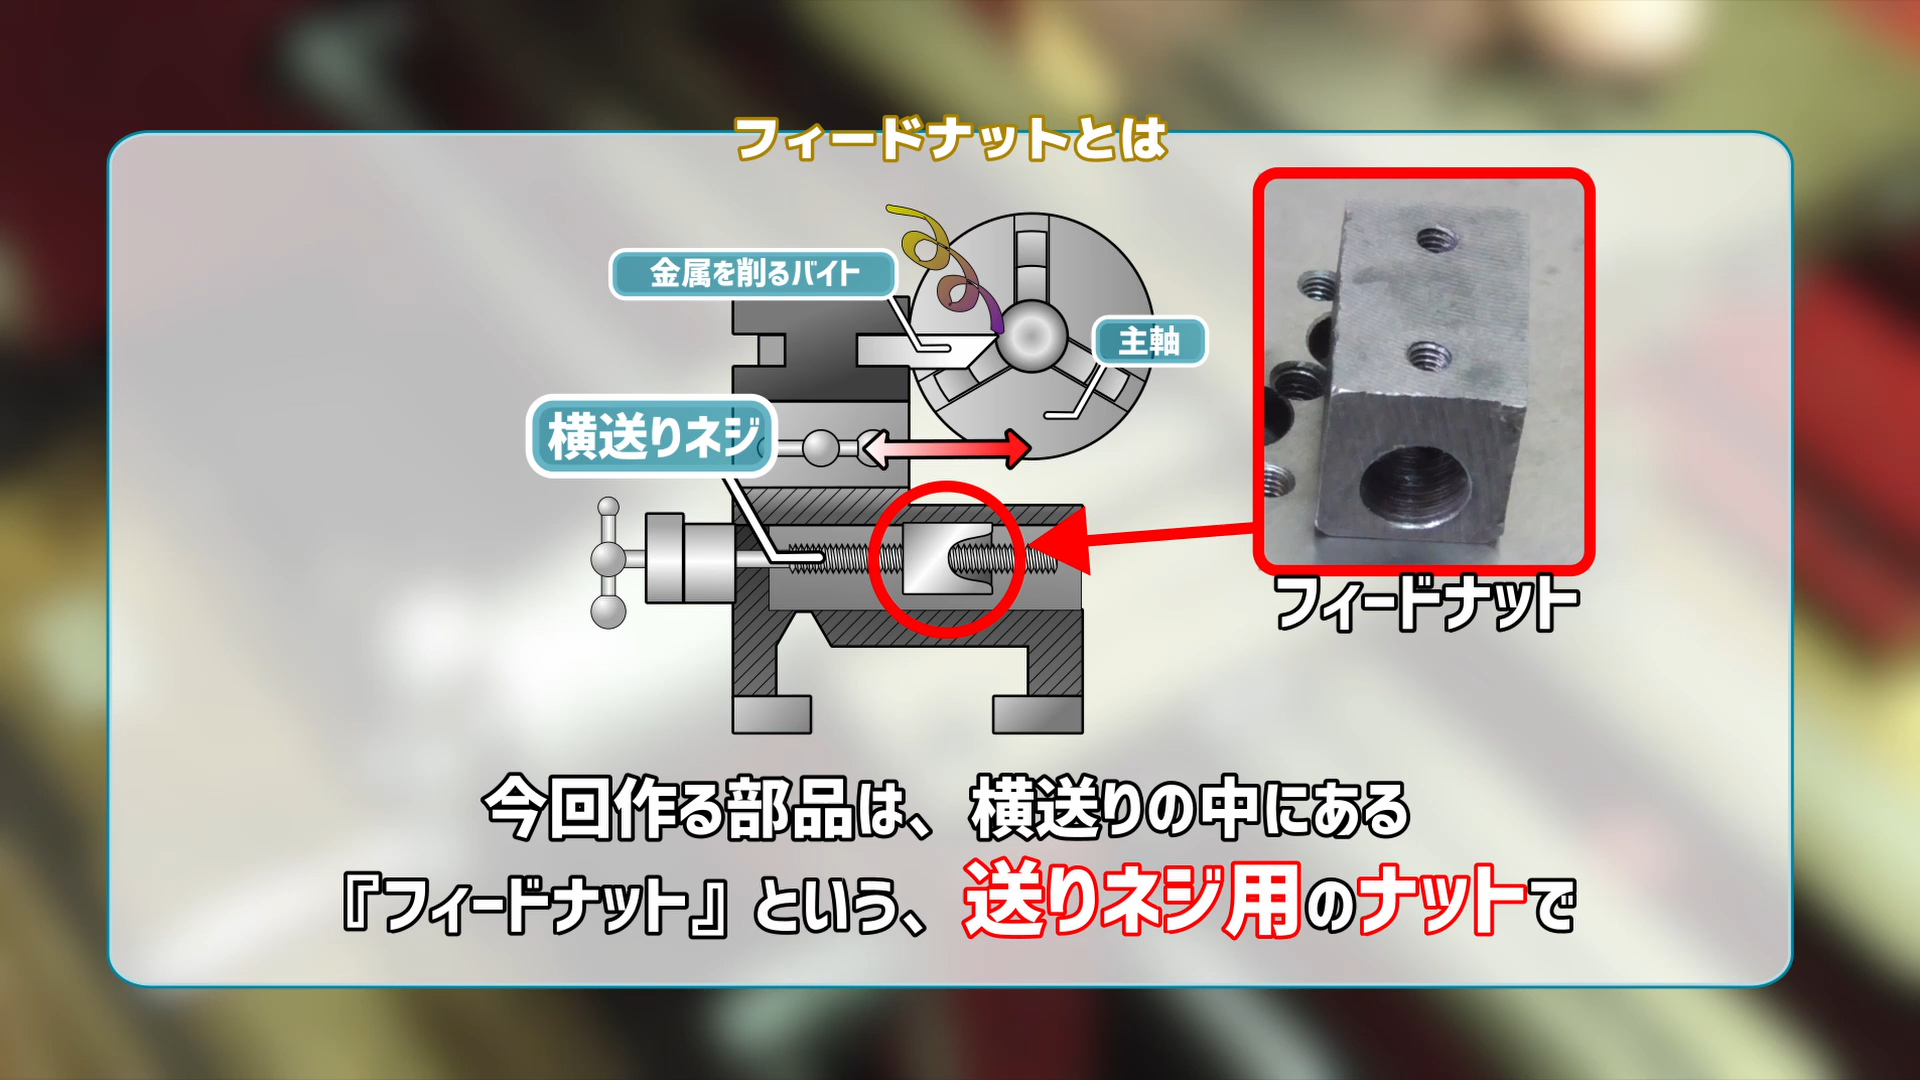 フィードナットとは
金属を削るバイト
主軸
横送りネジ
フィードナット
今回作る部品は、横送りの中にある
『フィードナット』という、送りネジ用のナットで